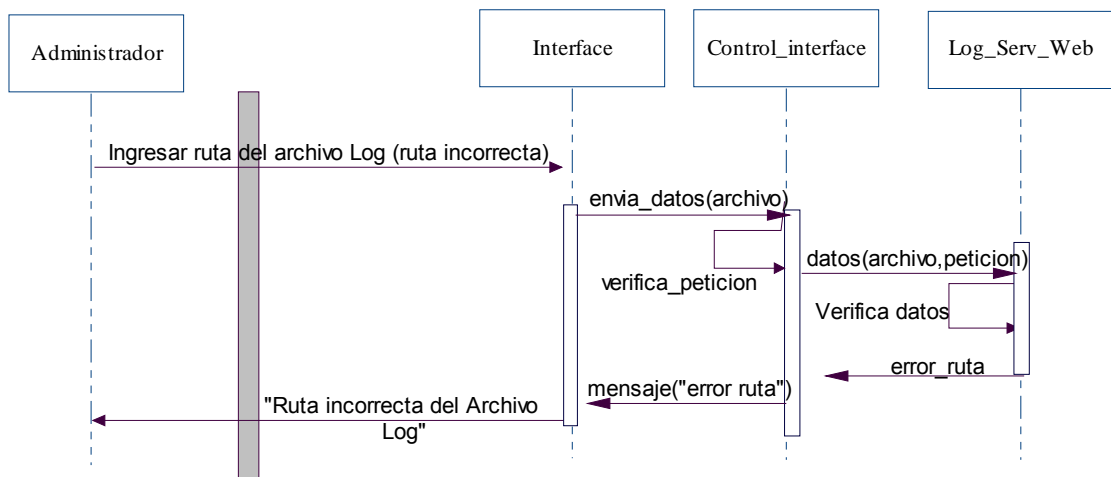 Administrador
Interface
Control_interface
Log_Serv_Web
Ingresar ruta del archivo Log (ruta incorrecta)
envia_datos(archivo)
verifica_peticion
datos(archivo,peticion)
Verifica datos
error_ruta
mensaje("error ruta")
"Ruta incorrecta del Archivo
Log"